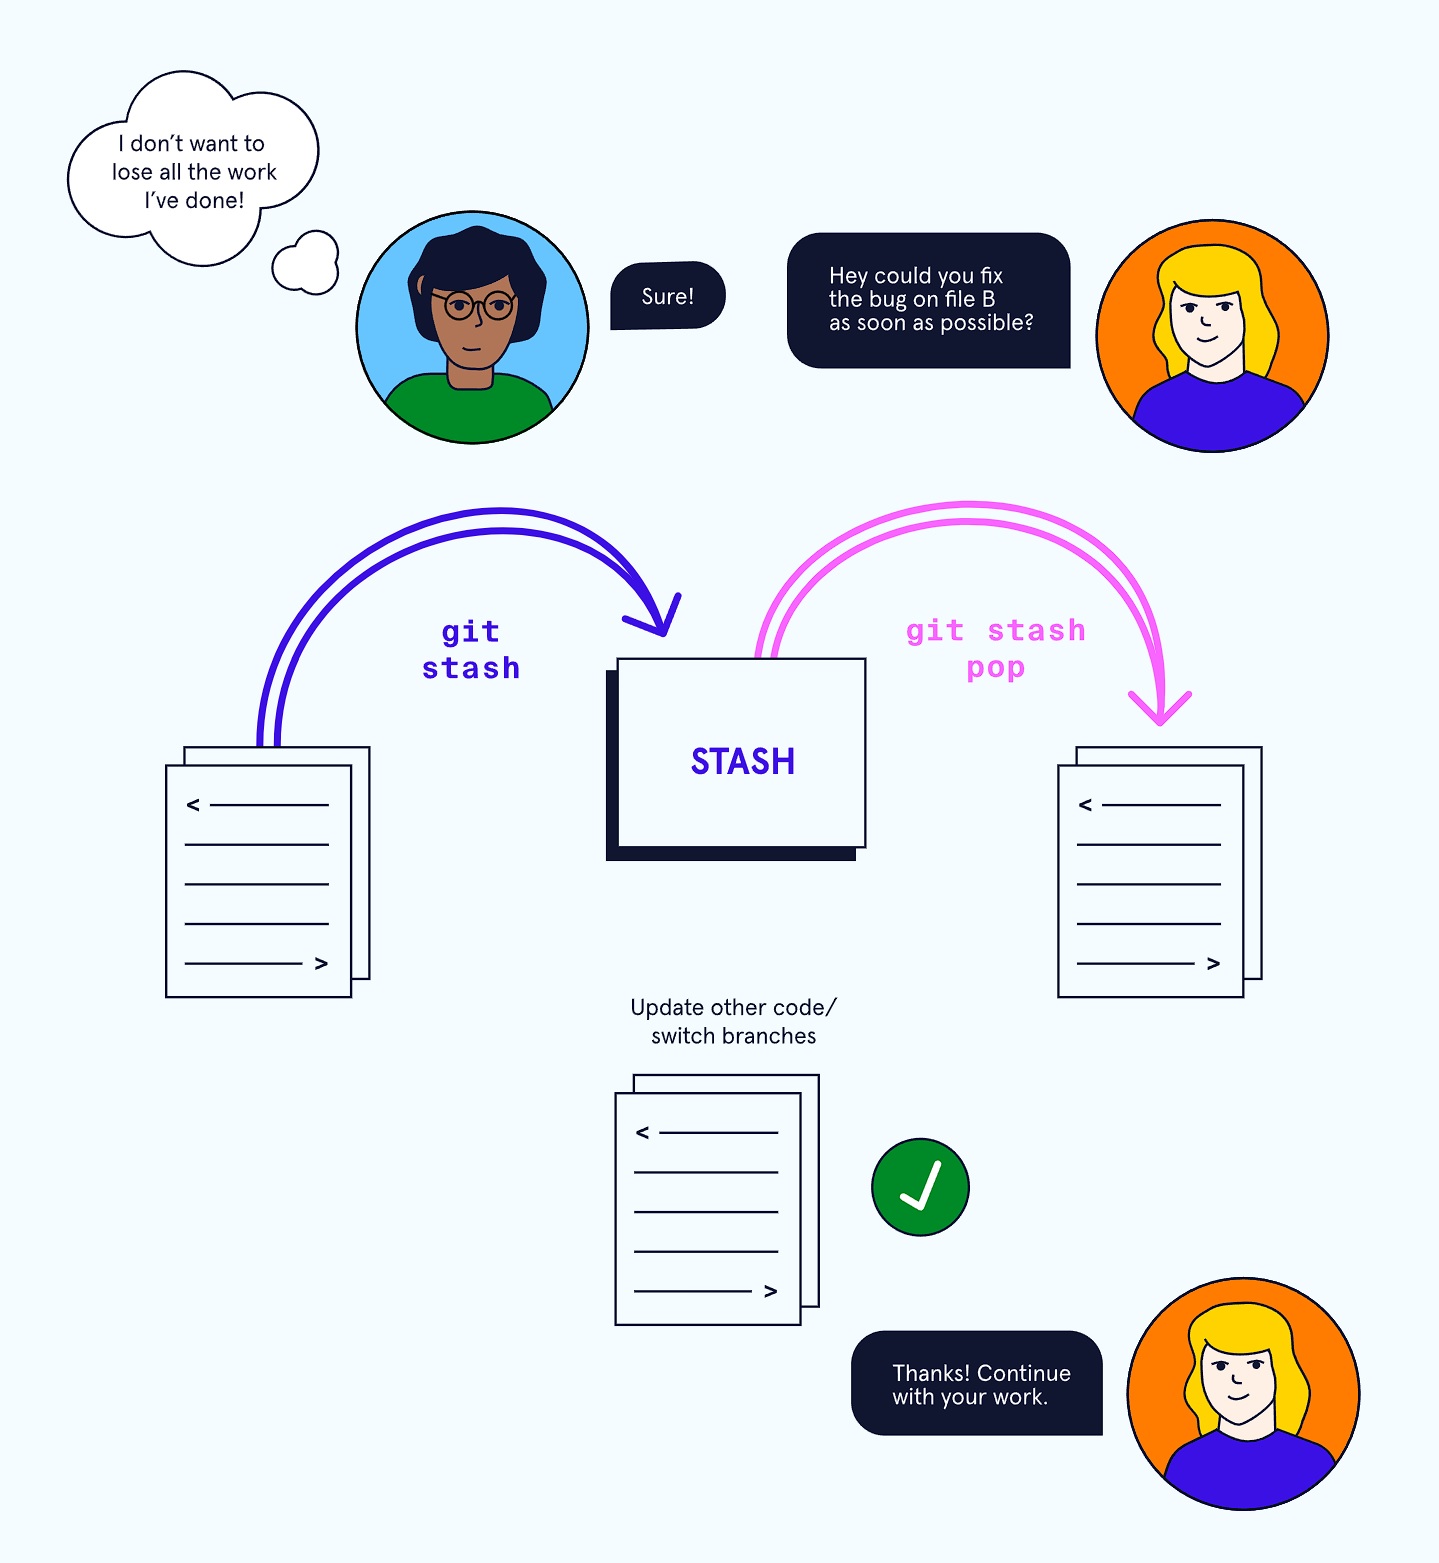 I don’t want to
lose all the work
I’ve done!
Sure!
Hey could you fix
the bug on file B
as soon as possible?
git
stash
git stash
pop
STASH
<
>
<
>
Update other code/
switch branches
<
>
Thanks! Continue
with your work.